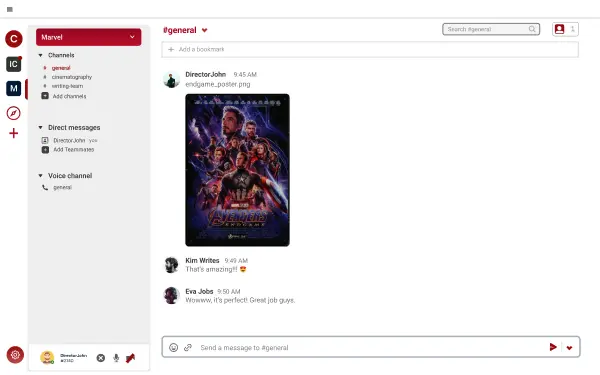 #general
Search #general
C
Marvel
Add a bookmark
Channels
IC
general
DirectorJohn 9:45 AM
cinematography
endgame_poster.png
M
writing-team
Add channels
Direct messages
DirectorJohn you
Add Teammates
Voice channel
general
AVENGERS
ENDGAME
Kim Writes 9:49 AM
That's amazing!!! 😍
Eva Jobs 9:50 AM
Wowww, it's perfect! Great job guys.
Send a message to #general
DirectorJohn